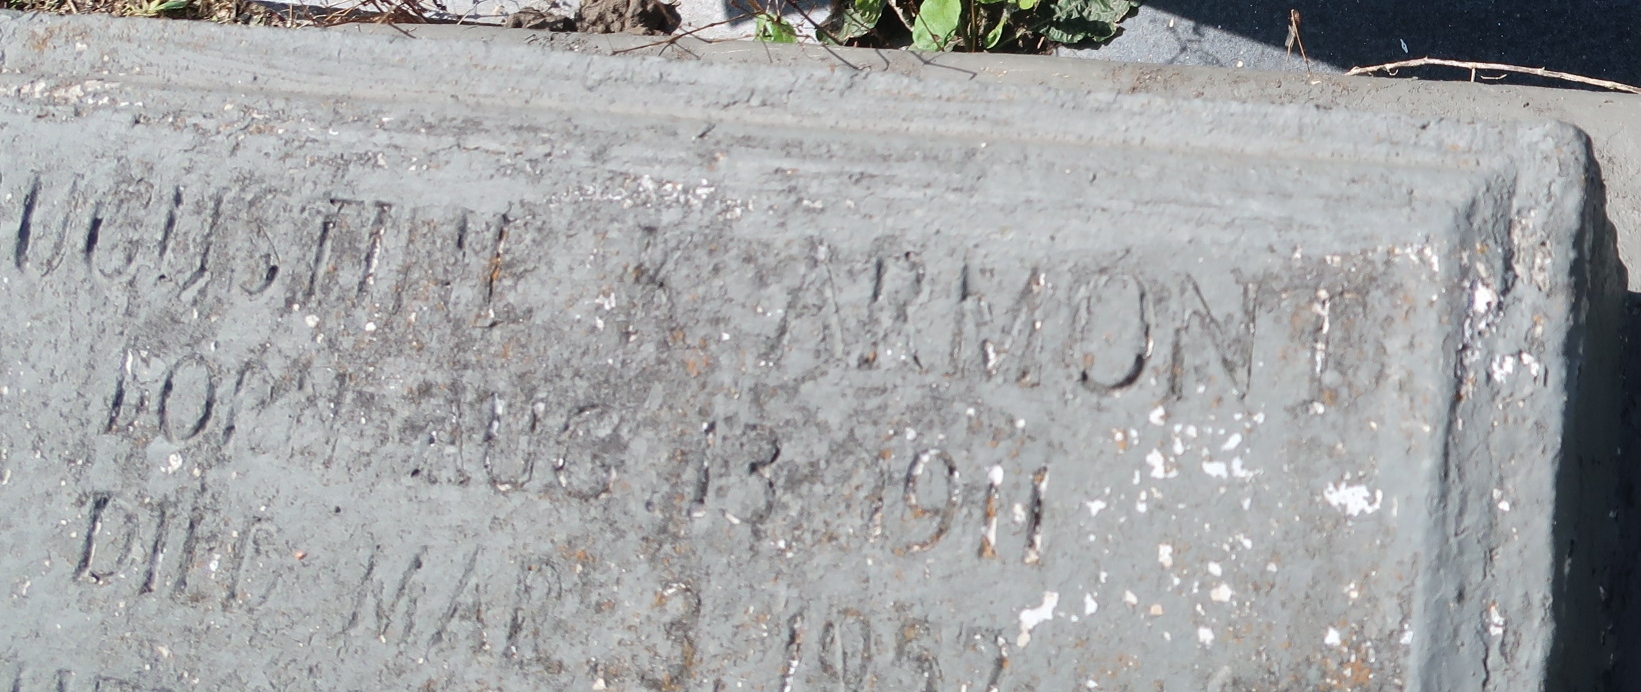 UGUSTINE ARMONT
BORN AUG 13 1911
DIED MAR 3, 1957